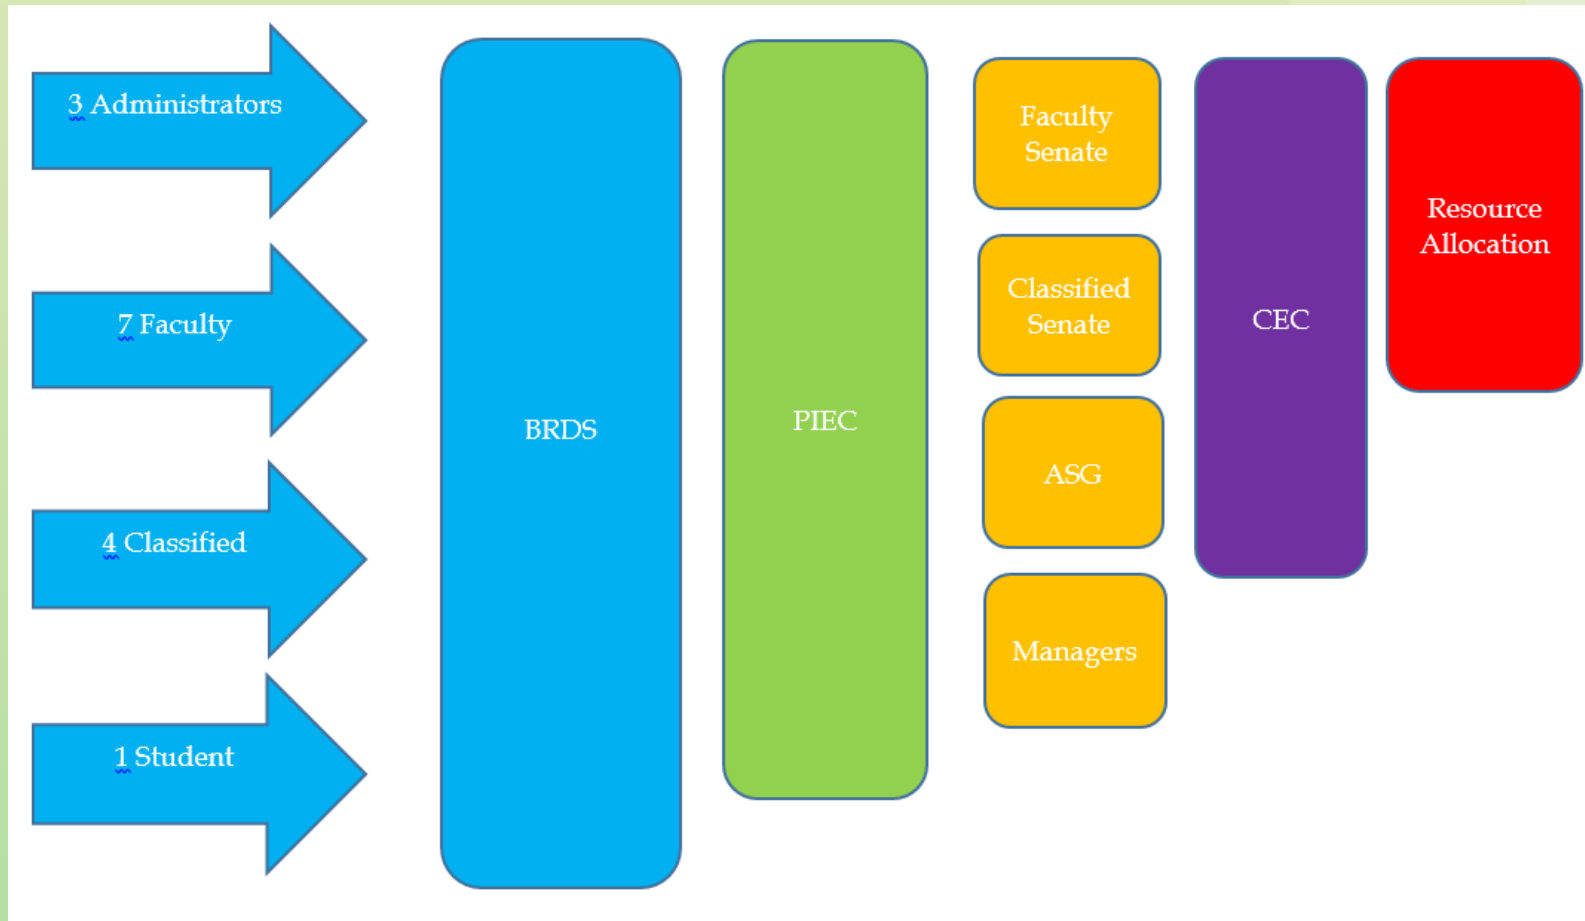 3 Administrators
7 Faculty
4 Classified
1 Student
BRDS
PIEC
Faculty
Senate
Classified
Senate
ASG
Managers
CEC
Resource
Allocation